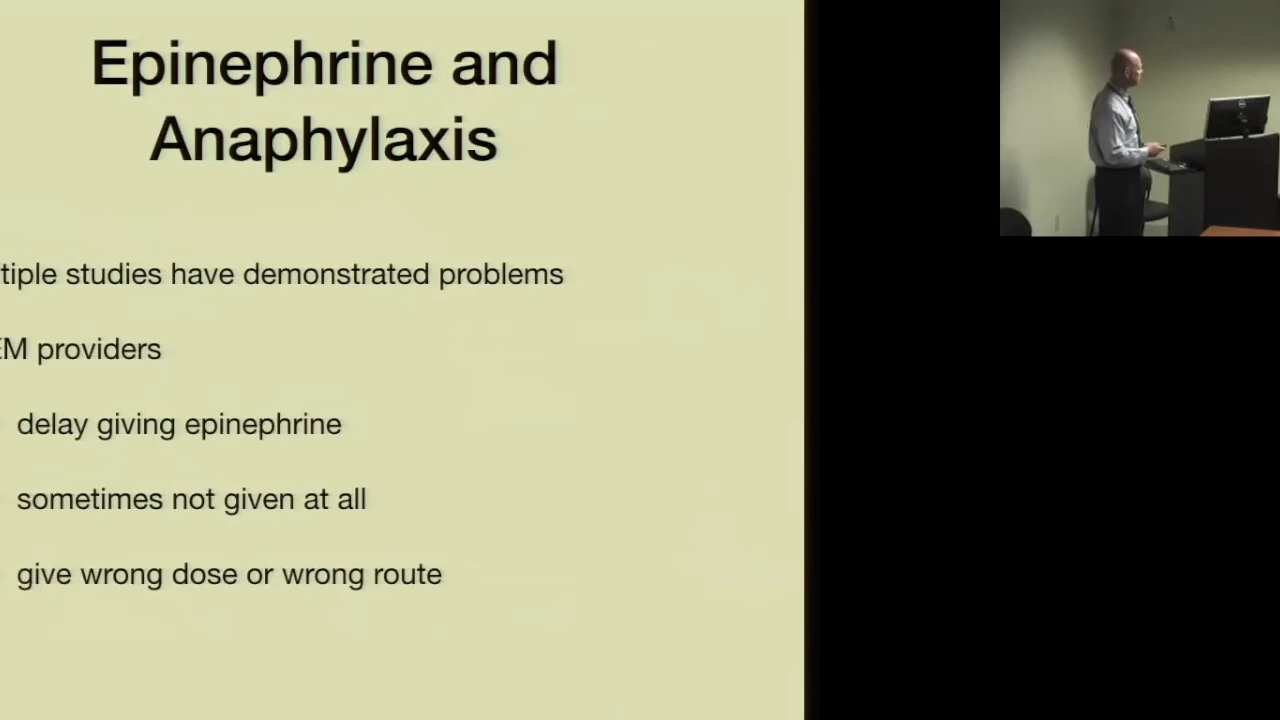 Epinephrine and
Anaphylaxis
tiple studies have demonstrated problems
EM providers
delay giving epinephrine
sometimes not given at all
give wrong dose or wrong route